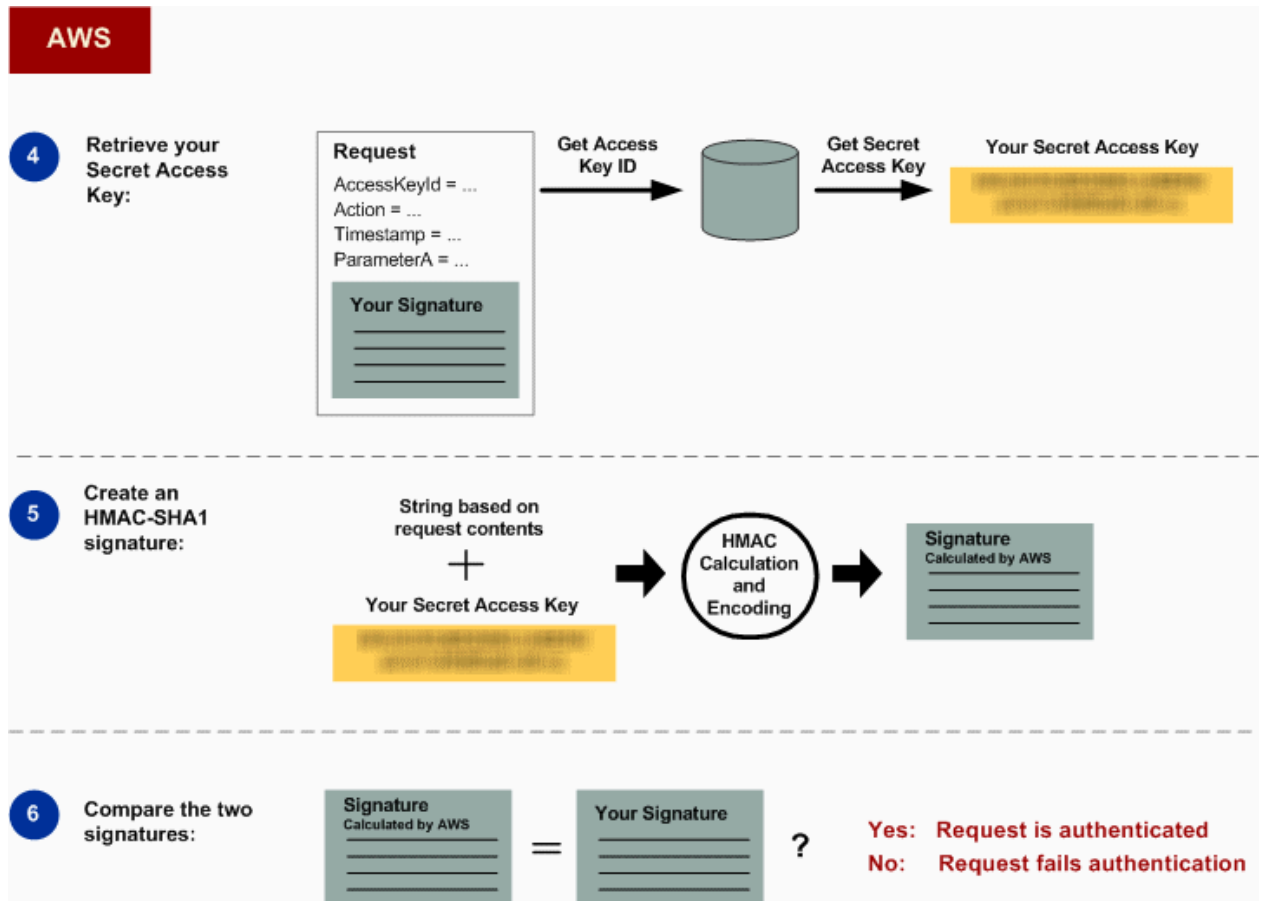 AWS
4
Retrieve your
Secret Access
Key:
Request
AccessKeyId = ...
Action = ...
Timestamp = ...
ParameterA = ...
Your Signature
Get Access
Key ID
Get Secret
Access Key
Your Secret Access Key
5
Create an
HMAC-SHA1
signature:
String based on
request contents
+
Your Secret Access Key
HMAC
Calculation
and
Encoding
Signature
Calculated by AWS
6
Compare the two
signatures:
Signature
Calculated by AWS
=
Your Signature
?
Yes: Request is authenticated
No: Request fails authentication